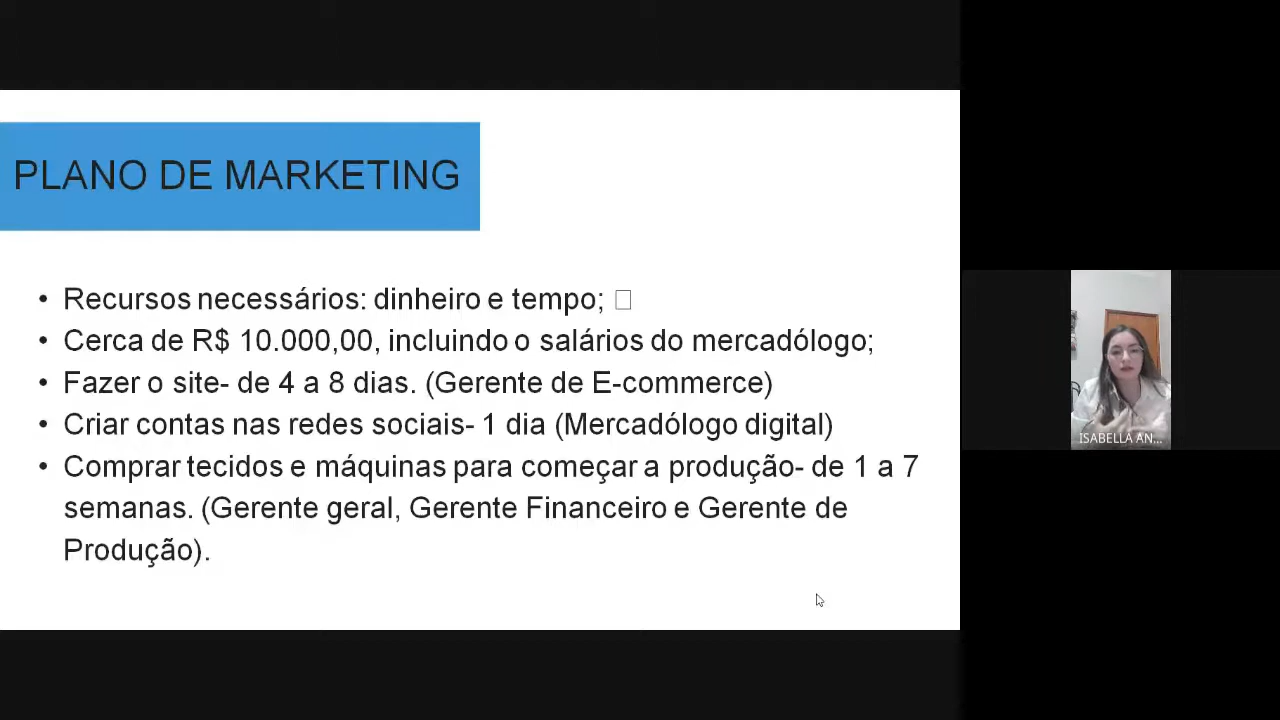 PLANO DE MARKETING
• Recursos necessários: dinheiro e tempo; □
• Cerca de R$ 10.000,00, incluindo o salários do mercadólogo;
• Fazer o site- de 4 a 8 dias. (Gerente de E-commerce)
• Criar contas nas redes sociais- 1 dia (Mercadólogo digital)
• Comprar tecidos e máquinas para começar a produção- de 1 a 7
semanas. (Gerente geral, Gerente Financeiro e Gerente de
Produção).
ISABELLA AN...